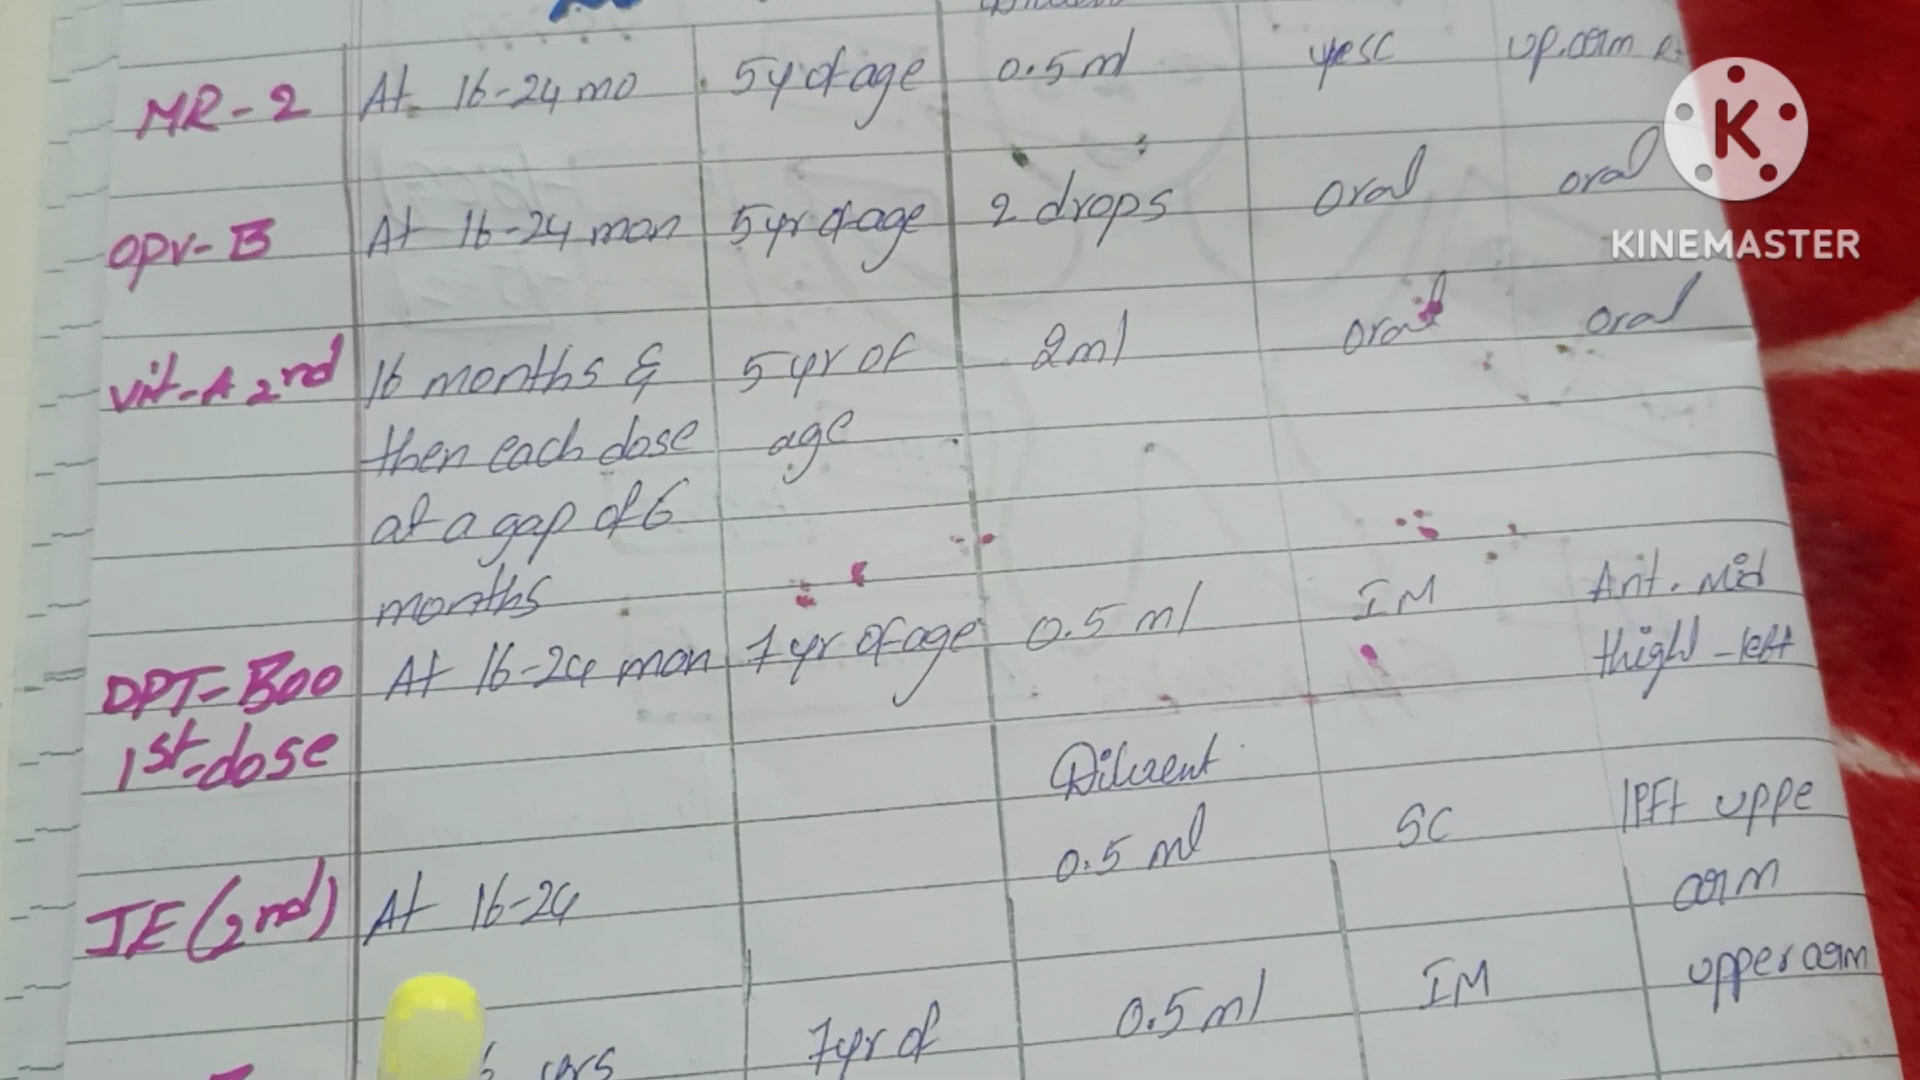 MR-2 At 16-24 mo 5y of age 0.5 ml up.arm
OPV-B At 16-24 mon 5yr of age 2 drops oral oral
Vit-A 2nd 16 months & 5yr of 2ml oral oral
then each dose age
at a gap of 6
months
DPT-Boo At 16-24 mon 7yr of age 0.5 ml IM Ant. Mid
1st-dose thigh-left
Diluent
JE (2nd) At 16-24 0.5 ml SC uppe
arm
7yr of 0.5 ml IM upper arm
KINEMASTER